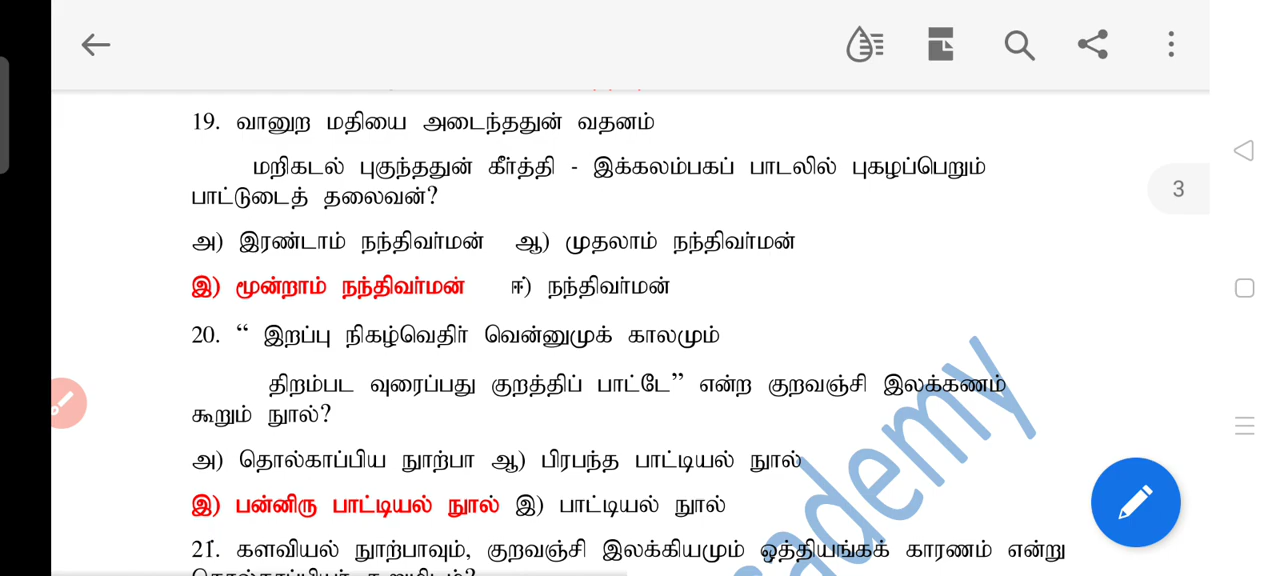 3
19. வானுற மதியை அடைந்ததுன் வதனம்
மறிகடல் புகுந்ததுன் கீர்த்தி - இக்கலம்பகப் பாடலில் புகழப்பெறும்
பாட்டுடைத் தலைவன்?
அ) இரண்டாம் நந்திவர்மன் ஆ) முதலாம் நந்திவர்மன்
இ) மூன்றாம் நந்திவர்மன் ஈ) நந்திவர்மன்
20. “ இறப்பு நிகழ்வெதிர் வென்னுமுக் காலமும்
திறம்பட வுரைப்பது குறத்திப் பாட்டே” என்ற குறவஞ்சி இலக்கணம்
கூறும் நூல்?
அ) தொல்காப்பிய நூற்பா ஆ) பிரபந்த பாட்டியல் நூல்
இ) பன்னிரு பாட்டியல் நூல் இ) பாட்டியல் நூல்
21. களவியல் நூற்பாவும், குறவஞ்சி இலக்கியமும் ஒத்தியங்கக் காரணம் என்று
ademy